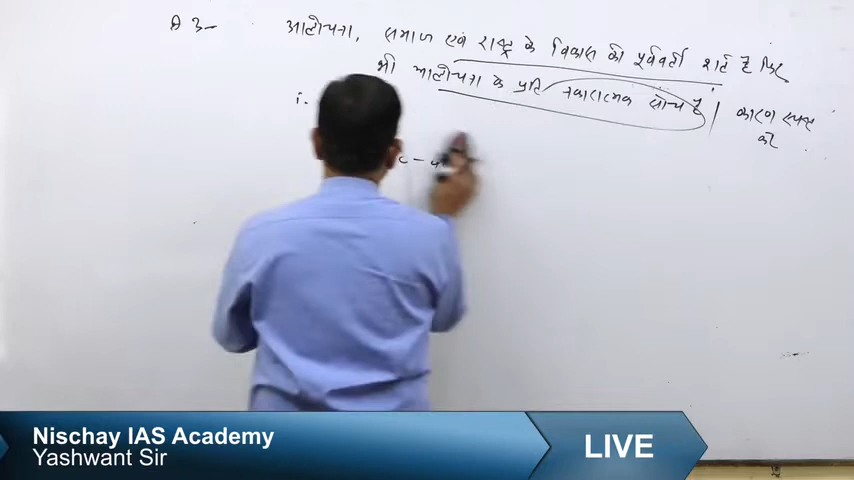 Q 3- आलोचना, समाज एवं राष्ट्र के विकास की पूर्ववर्ती शर्त है फिर
भी आलोचना के प्रति नकारात्मक सोच है | कारण स्पष्ट
करें
i.
Nischay IAS Academy
Yashwant Sir
LIVE